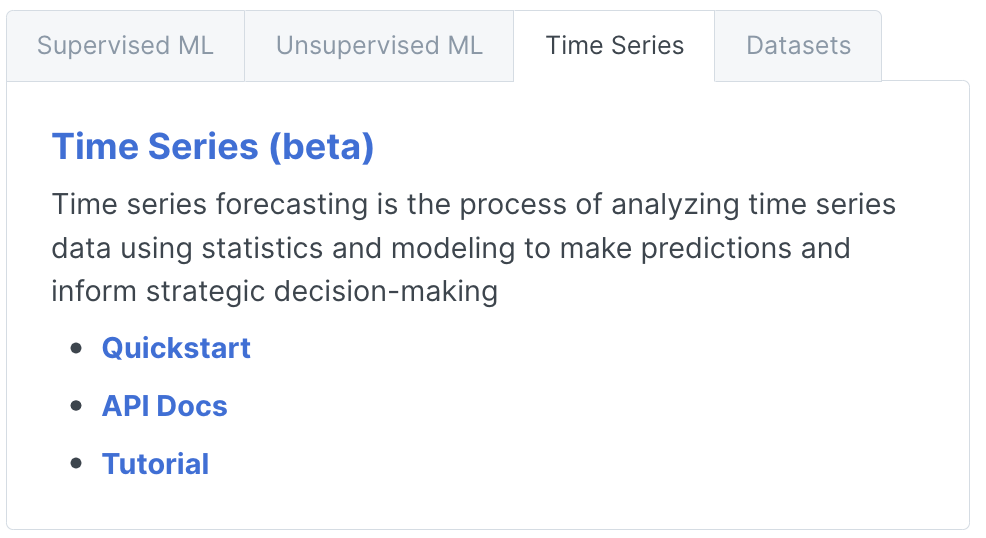 Supervised ML
Unsupervised ML
Time Series
Datasets
Time Series (beta)
Time series forecasting is the process of analyzing time series
data using statistics and modeling to make predictions and
inform strategic decision-making
Quickstart
API Docs
Tutorial